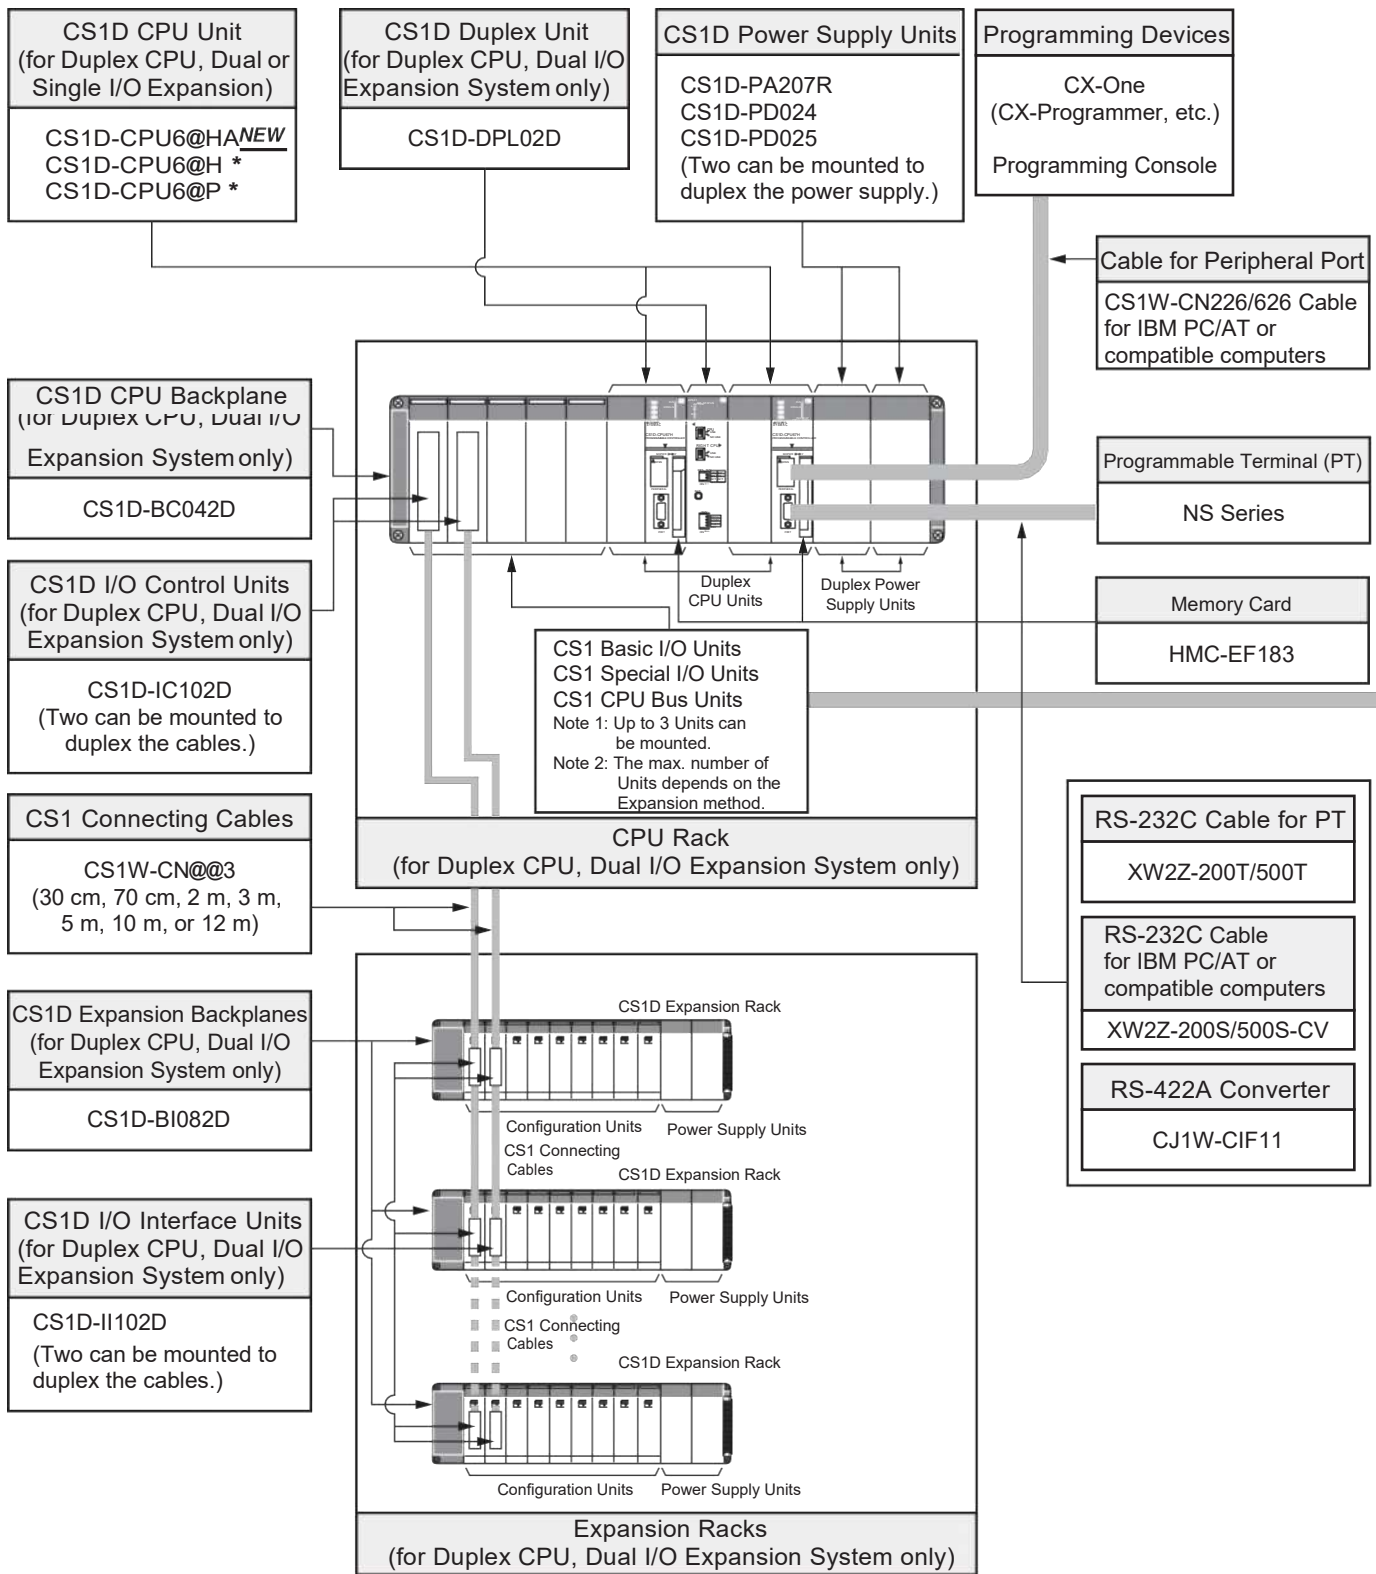 CS1D CPU Unit
(for Duplex CPU, Dual or
Single I/O Expansion)
CS1D-CPU6@HA NEW
CS1D-CPU6@H *
CS1D-CPU6@P *
CS1D Duplex Unit
(for Duplex CPU, Dual I/O
Expansion System only)
CS1D-DPL02D
CS1D Power Supply Units
CS1D-PA207R
CS1D-PD024
CS1D-PD025
(Two can be mounted to
duplex the power supply.)
Programming Devices
CX-One
(CX-Programmer, etc.)
Programming Console
Cable for Peripheral Port
CS1W-CN226/626 Cable
for IBM PC/AT or
compatible computers
CS1D CPU Backplane
(for Duplex CPU, Dual I/O
Expansion System only)
CS1D-BC042D
Programmable Terminal (PT)
NS Series
CS1D I/O Control Units
(for Duplex CPU, Dual I/O
Expansion System only)
CS1D-IC102D
(Two can be mounted to
duplex the cables.)
Duplex
CPU Units
Duplex Power
Supply Units
Memory Card
HMC-EF183
CS1 Basic I/O Units
CS1 Special I/O Units
CS1 CPU Bus Units
Note 1: Up to 3 Units can
be mounted.
Note 2: The max. number of
Units depends on the
Expansion method.
CPU Rack
(for Duplex CPU, Dual I/O Expansion System only)
CS1 Connecting Cables
CS1W-CN@@3
(30 cm, 70 cm, 2 m, 3 m,
5 m, 10 m, or 12 m)
RS-232C Cable for PT
XW2Z-200T/500T
RS-232C Cable
for IBM PC/AT or
compatible computers
XW2Z-200S/500S-CV
RS-422A Converter
CJ1W-CIF11
CS1D Expansion Backplanes
(for Duplex CPU, Dual I/O
Expansion System only)
CS1D-BI082D
CS1D Expansion Rack
Configuration Units
Power Supply Units
CS1 Connecting
Cables
CS1D Expansion Rack
CS1D I/O Interface Units
(for Duplex CPU, Dual I/O
Expansion System only)
CS1D-II102D
(Two can be mounted to
duplex the cables.)
Configuration Units
Power Supply Units
CS1 Connecting
Cables
CS1D Expansion Rack
Configuration Units
Power Supply Units
Expansion Racks
(for Duplex CPU, Dual I/O Expansion System only)